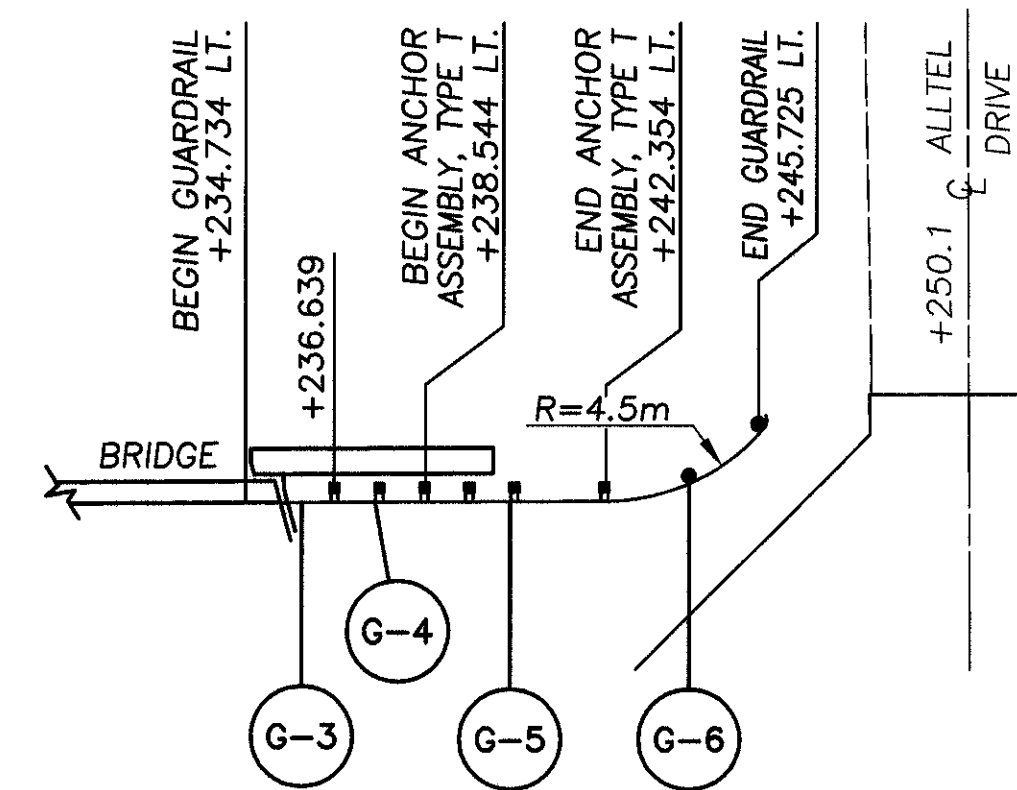 BEGIN GUARDRAIL
+234.734 LT.
+236.639
BEGIN ANCHOR
ASSEMBLY, TYPE T
+238.544 LT.
END ANCHOR
ASSEMBLY, TYPE T
+242.354 LT.
END GUARDRAIL
+245.725 LT.
+250.1 ALLTEL
℄ DRIVE
R=4.5m
BRIDGE
G-4
G-3
G-5
G-6